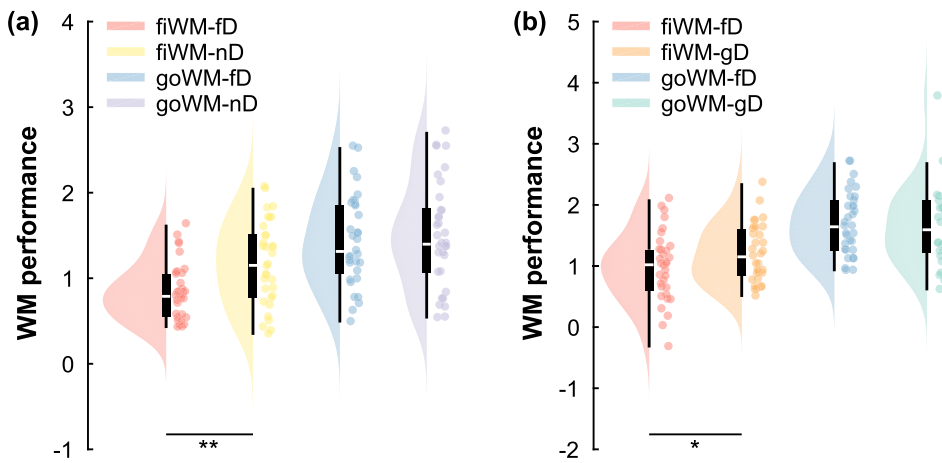 (a)
WM performance
4
3
2
1
0
-1
fiWM-fD
fiWM-nD
goWM-fD
goWM-nD
**
(b)
WM performance
5
4
3
2
1
0
-1
-2
fiWM-fD
fiWM-gD
goWM-fD
goWM-gD
*